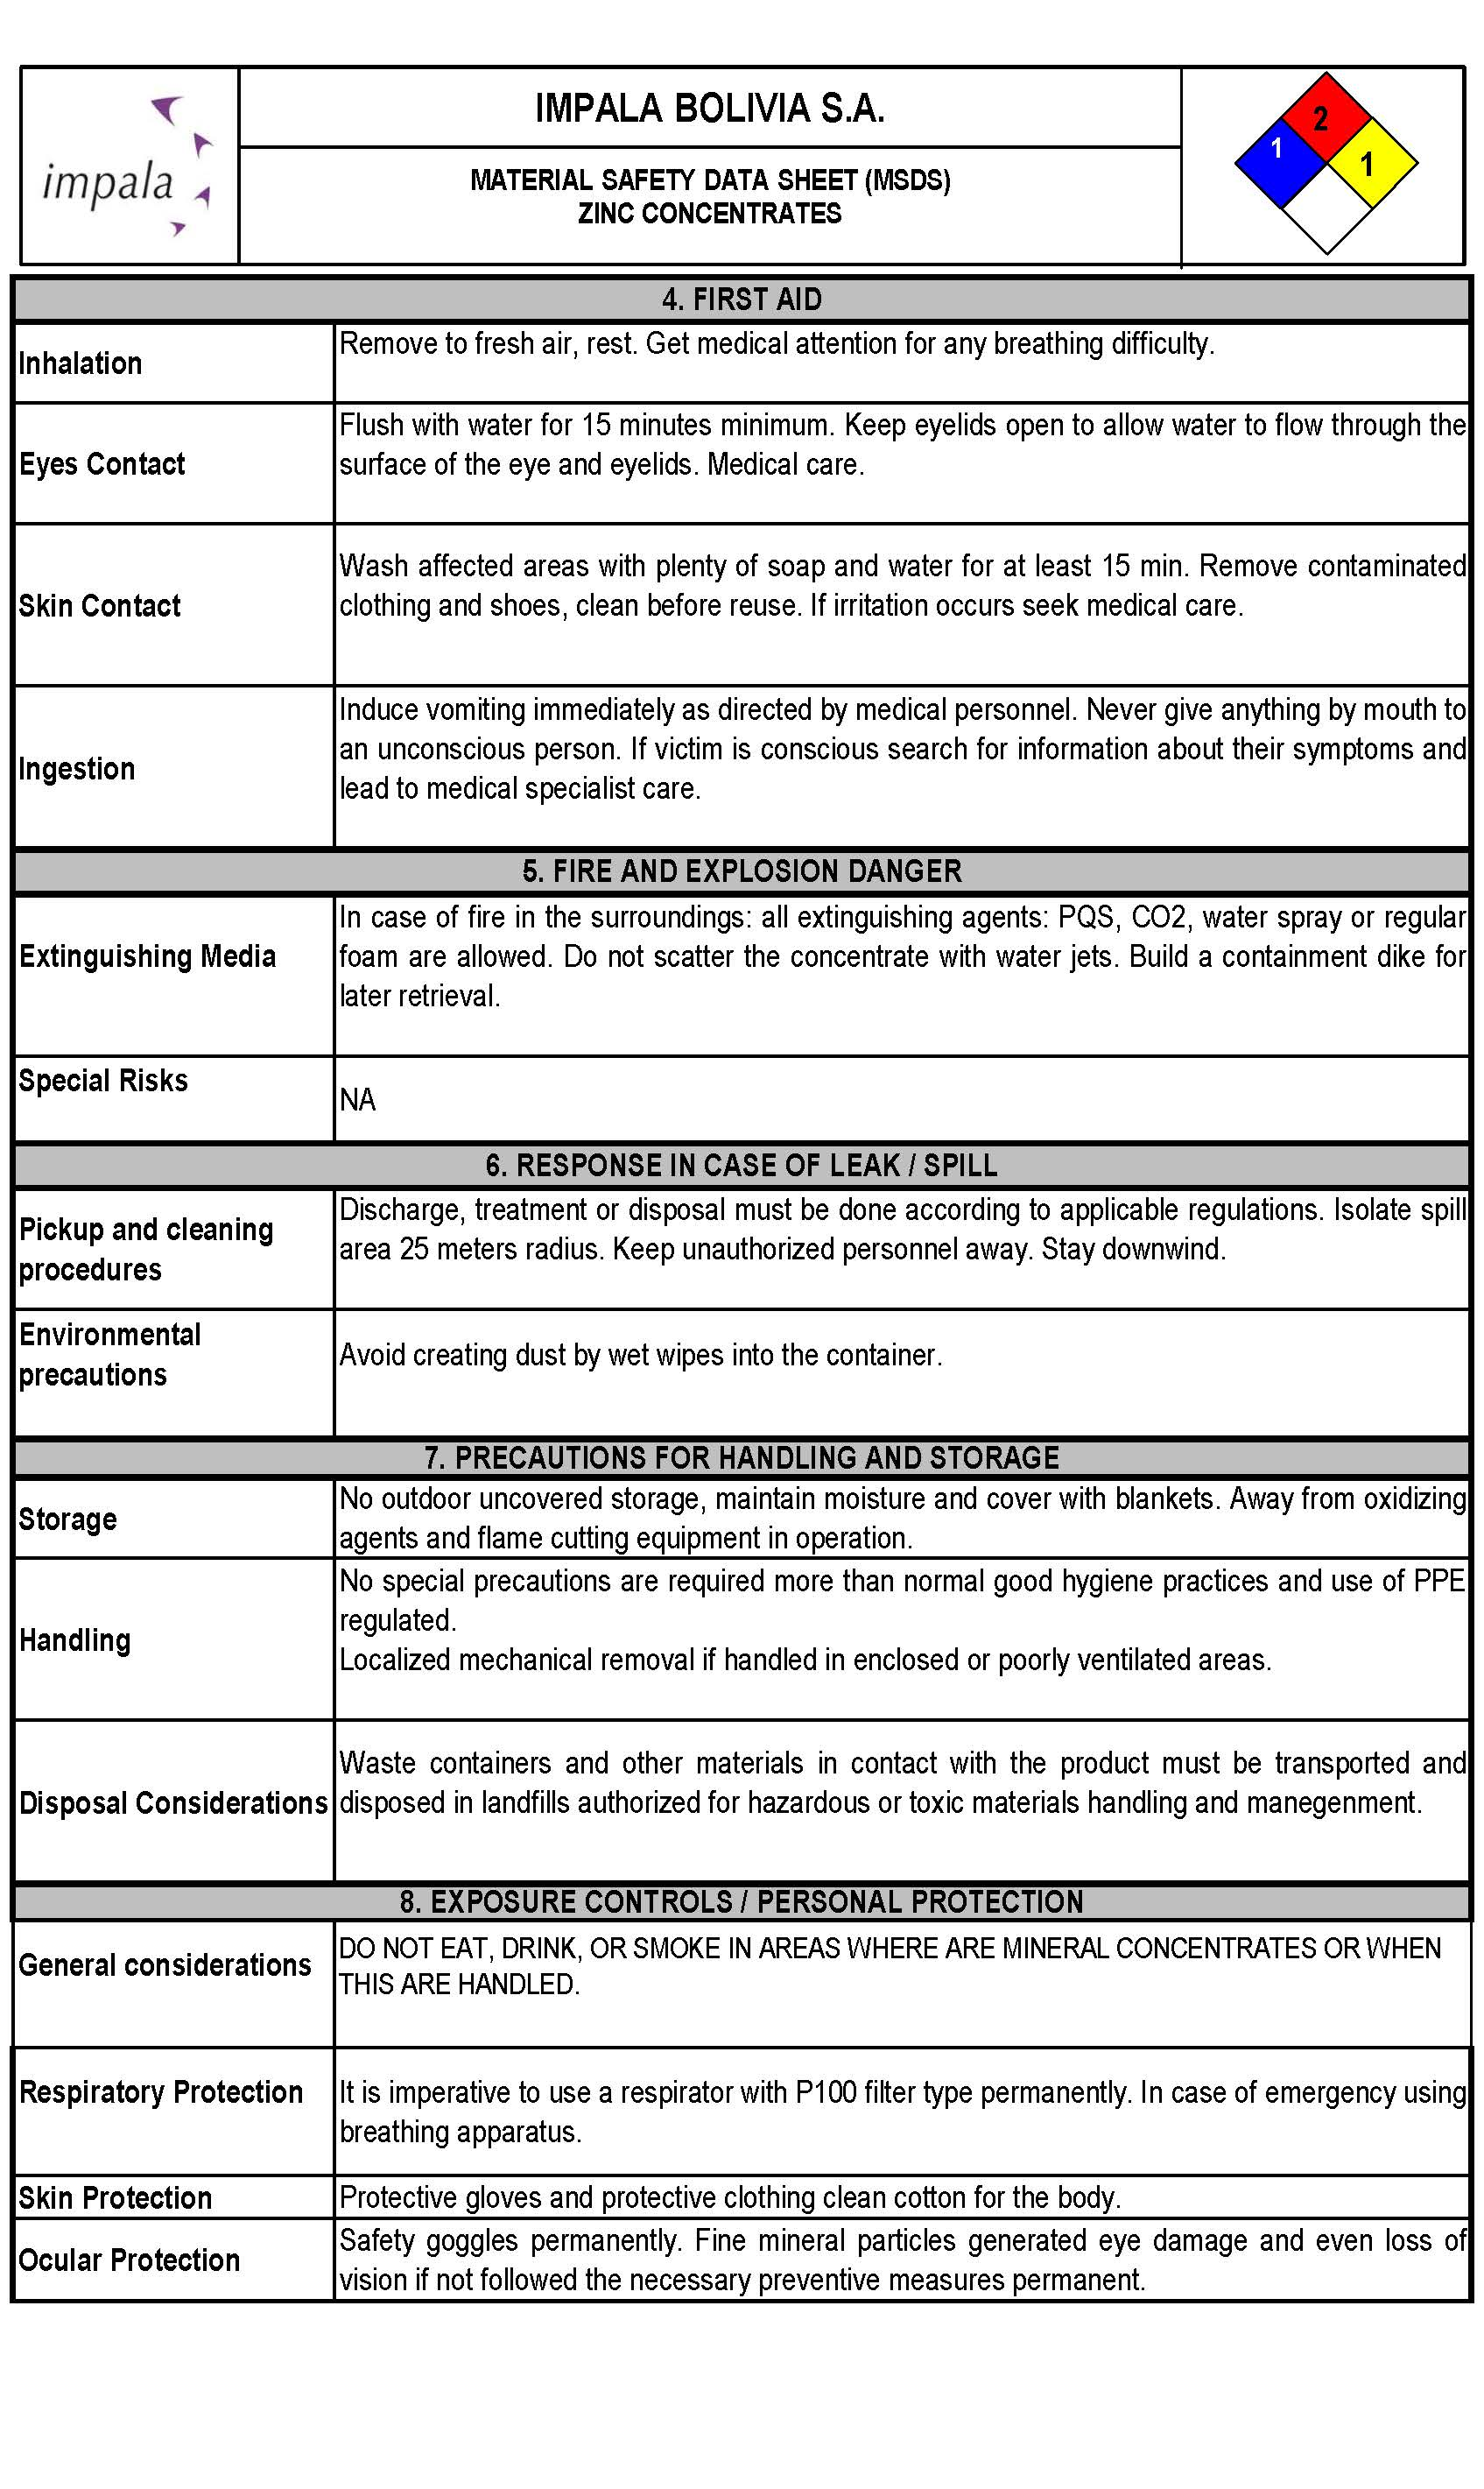 impala
IMPALA BOLIVIA S.A.
MATERIAL SAFETY DATA SHEET (MSDS)
ZINC CONCENTRATES
2
1
1
4. FIRST AID
Inhalation
Remove to fresh air, rest. Get medical attention for any breathing difficulty.
Eyes Contact
Flush with water for 15 minutes minimum. Keep eyelids open to allow water to flow through the
surface of the eye and eyelids. Medical care.
Skin Contact
Wash affected areas with plenty of soap and water for at least 15 min. Remove contaminated
clothing and shoes, clean before reuse. If irritation occurs seek medical care.
Ingestion
Induce vomiting immediately as directed by medical personnel. Never give anything by mouth to
an unconscious person. If victim is conscious search for information about their symptoms and
lead to medical specialist care.
5. FIRE AND EXPLOSION DANGER
Extinguishing Media
In case of fire in the surroundings: all extinguishing agents: PQS, CO2, water spray or regular
foam are allowed. Do not scatter the concentrate with water jets. Build a containment dike for
later retrieval.
Special Risks
NA
6. RESPONSE IN CASE OF LEAK / SPILL
Pickup and cleaning
procedures
Discharge, treatment or disposal must be done according to applicable regulations. Isolate spill
area 25 meters radius. Keep unauthorized personnel away. Stay downwind.
Environmental
precautions
Avoid creating dust by wet wipes into the container.
7. PRECAUTIONS FOR HANDLING AND STORAGE
Storage
No outdoor uncovered storage, maintain moisture and cover with blankets. Away from oxidizing
agents and flame cutting equipment in operation.
Handling
No special precautions are required more than normal good hygiene practices and use of PPE
regulated.
Localized mechanical removal if handled in enclosed or poorly ventilated areas.
Disposal Considerations
Waste containers and other materials in contact with the product must be transported and
disposed in landfills authorized for hazardous or toxic materials handling and manegenment.
8. EXPOSURE CONTROLS / PERSONAL PROTECTION
General considerations
DO NOT EAT, DRINK, OR SMOKE IN AREAS WHERE ARE MINERAL CONCENTRATES OR WHEN
THIS ARE HANDLED.
Respiratory Protection
It is imperative to use a respirator with P100 filter type permanently. In case of emergency using
breathing apparatus.
Skin Protection
Protective gloves and protective clothing clean cotton for the body.
Ocular Protection
Safety goggles permanently. Fine mineral particles generated eye damage and even loss of
vision if not followed the necessary preventive measures permanent.